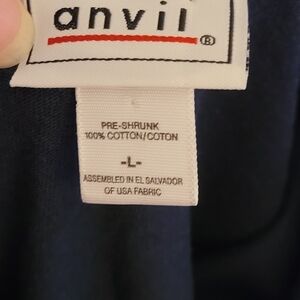 anvil®
PRE-SHRUNK
100% COTTON/COTON
-L-
ASSEMBLED IN EL SALVADOR
OF USA FABRIC